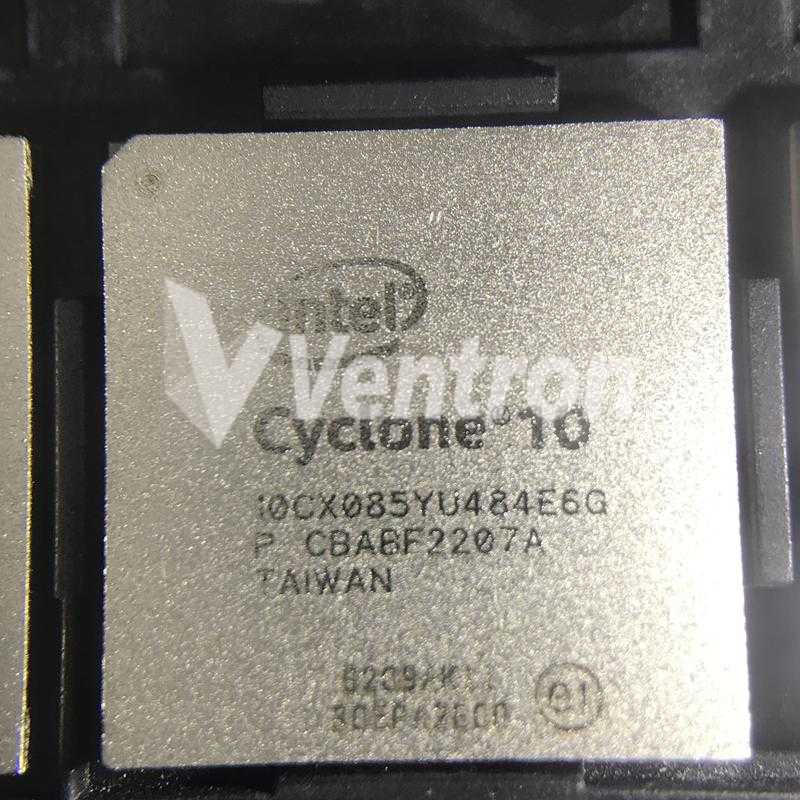 intel
Ventron
Cyclone® 10
10CX085YU484E6G
P CBABF2207A
TAIWAN
e1